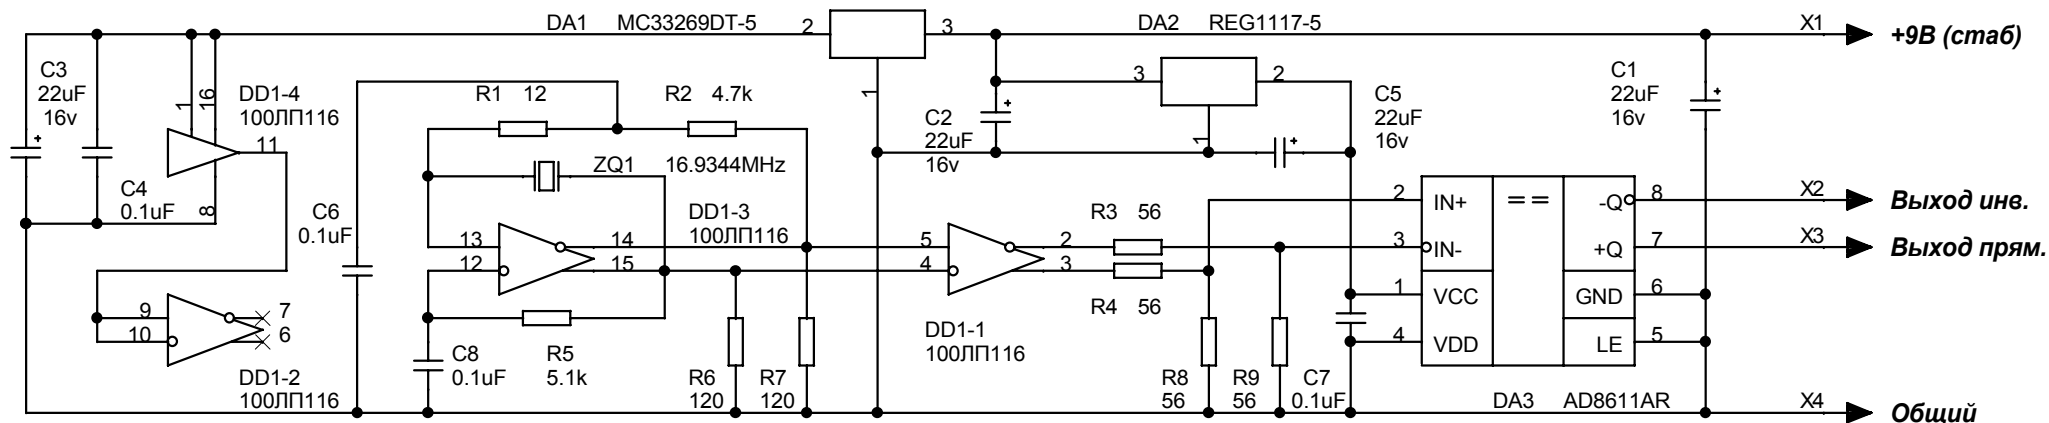 DA1 MC33269DT-5
2
3
1
DA2 REG1117-5
3
2
1
X1
+9В (стаб)
C3
22uF
16v
DD1-4
100ЛП116
1
16
11
8
C4
0.1uF
R1 12
R2 4.7k
ZQ1 16.9344MHz
C2
22uF
16v
C5
22uF
16v
C1
22uF
16v
C6
0.1uF
13
12
14
15
DD1-3
100ЛП116
5
4
2
3
R3 56
R4 56
DD1-1
100ЛП116
2
3
1
4
IN+
IN-
VCC
VDD
==
-Q
+Q
GND
LE
8
7
6
5
X2
Выход инв.
X3
Выход прям.
9
10
7
6
DD1-2
100ЛП116
C8
0.1uF
R5
5.1k
R6
120
R7
120
R8
56
R9
56
C7
0.1uF
DA3 AD8611AR
X4
Общий